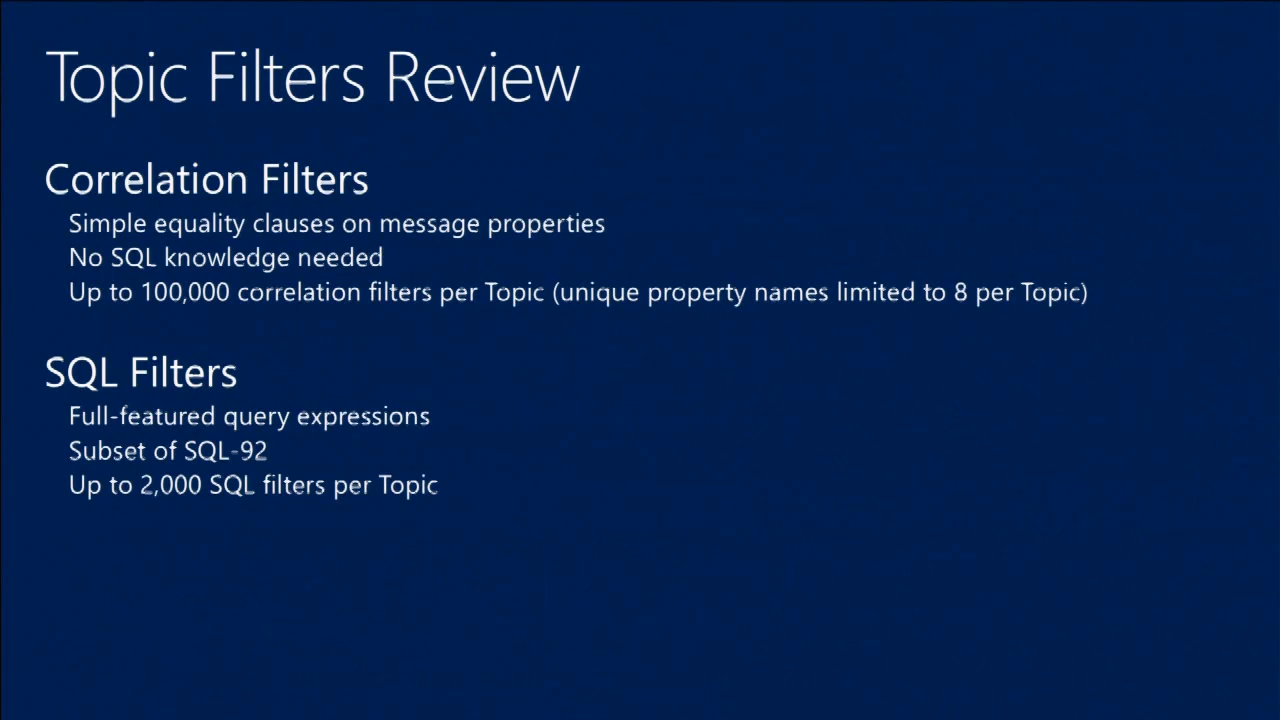 Topic Filters Review
Correlation Filters
Simple equality clauses on message properties
No SQL knowledge needed
Up to 100,000 correlation filters per Topic (unique property names limited to 8 per Topic)
SQL Filters
Full-featured query expressions
Subset of SQL-92
Up to 2,000 SQL filters per Topic